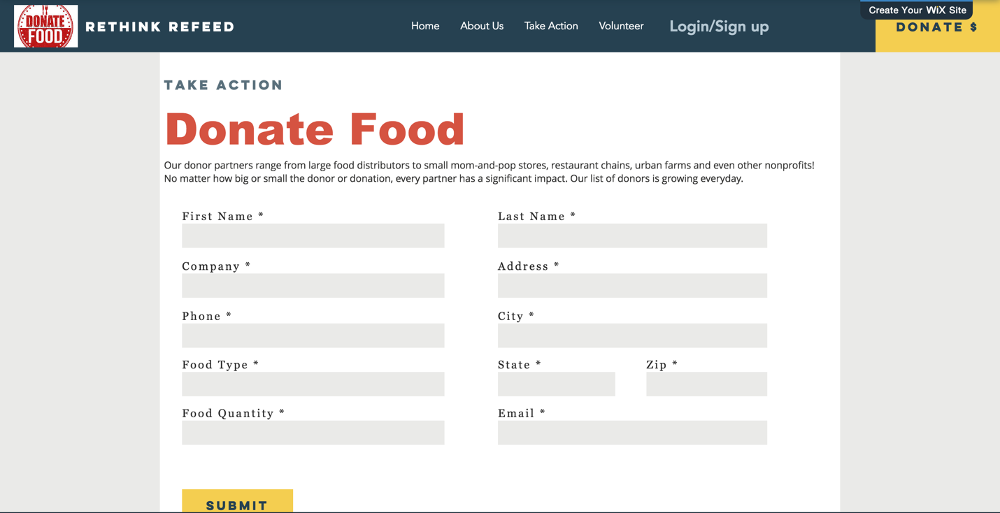 DONATE
FOOD
RETHINK REFEED
Home
About Us
Take Action
Volunteer
Login/Sign up
Create Your WiX Site
DONATE $
TAKE ACTION
Donate Food
Our donor partners range from large food distributors to small mom-and-pop stores, restaurant chains, urban farms and even other nonprofits!
No matter how big or small the donor or donation, every partner has a significant impact. Our list of donors is growing everyday.
First Name *
Last Name *
Company *
Address *
Phone *
City *
Food Type *
State *
Zip *
Food Quantity *
Email *
SUBMIT